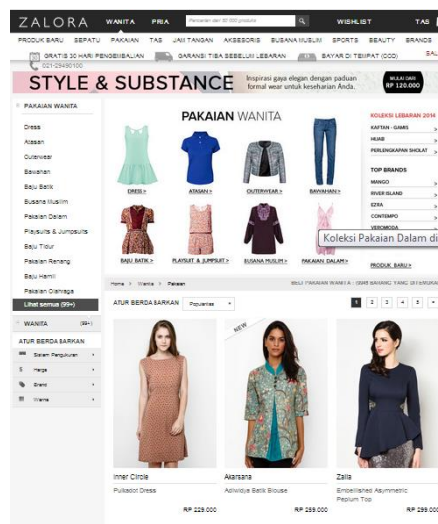 ZALORA WANITA PRIA WISHLIST TAS
PRODUK BARU SEPATU PAKAIAN TAS JAM TANGAN AKSESORIS BUSANA MUSLIM SPORTS BEAUTY BRANDS
GRATIS 30 HARI PENGEMBALIAN GARANSI TIBA SEBELUM LEBARAN BAYAR DI TEMPAT (COD)
021-29490100
STYLE & SUBSTANCE
Inspirasi gaya elegan dengan paduan
formal wear untuk keseharian Anda.
MULAI DARI
RP 120.000
PAKAIAN WANITA
Dress
Atasan
Outerwear
Bawahan
Baju Batik
Busana Muslim
Pakaian Dalam
Playsuits & Jumpsuits
Baju Tidur
Pakaian Renang
Baju Hamil
Pakaian Olahraga
Lihat semua (99+)
WANITA (99+)
ATUR BERDASARKAN
Sistem Pengukuran
Harga
Brand
Warna
PAKAIAN WANITA
DRESS > ATASAN > OUTERWEAR > BAWAHAN >
BAJU BATIK > PLAYSUIT & JUMPSUIT > BUSANA MUSLIM > PAKAIAN DALAM >
KOLEKSI LEBARAN 2014
KAFTAN - GAMIS >
HIJAB >
PERLENGKAPAN SHOLAT >
TOP BRANDS
MANGO >
RIVER ISLAND >
EZRA >
CONTEMPO >
VEROMODA
Koleksi Pakaian Dalam di
PRODUK BARU >
Home > Wanita > Pakaian
ATUR BERDASARKAN Popularitas
1 2 3 4 5
NEW
Inner Circle
Polkadot Dress
RP 229.000
Akarsana
Adiwidya Batik Blouse
RP 259.000
Zalia
Embellished Asymmetric
Peplum Top
RP 299.000